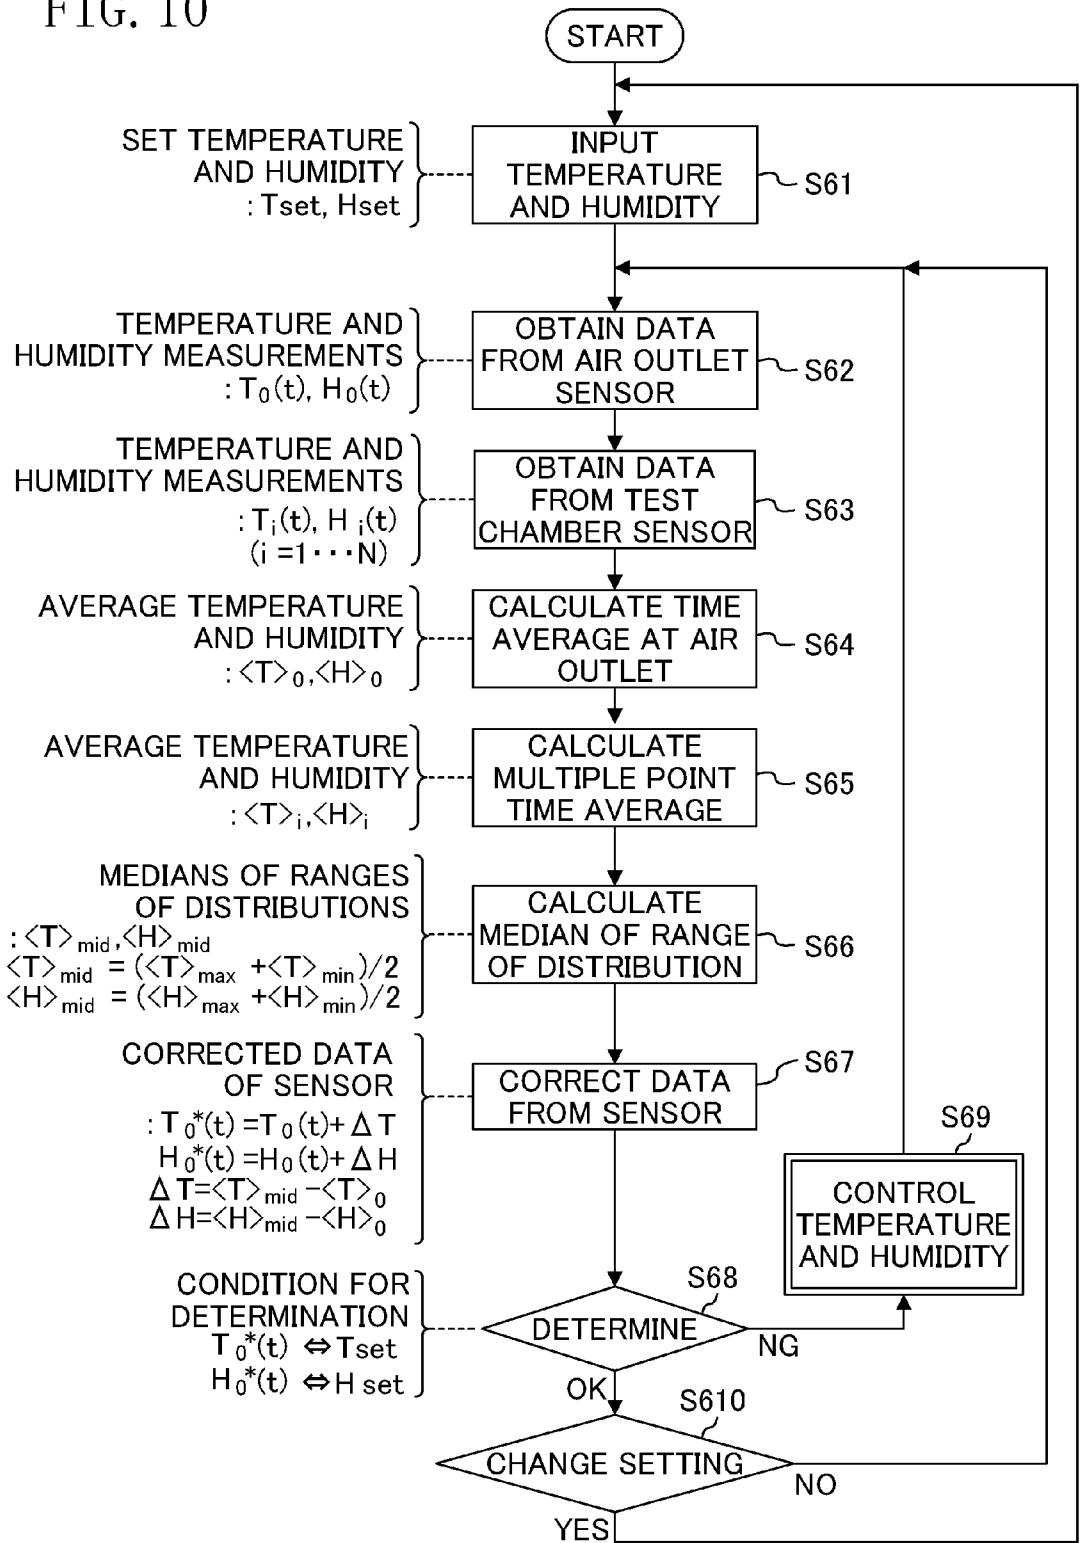 FIG. 10
START
SET TEMPERATURE
AND HUMIDITY
: Tset, Hset
INPUT
TEMPERATURE
AND HUMIDITY
S61
TEMPERATURE AND
HUMIDITY MEASUREMENTS
: T₀(t), H₀(t)
OBTAIN DATA
FROM AIR OUTLET
SENSOR
S62
TEMPERATURE AND
HUMIDITY MEASUREMENTS
: Tᵢ(t), Hᵢ(t)
(i =1···N)
OBTAIN DATA
FROM TEST
CHAMBER SENSOR
S63
AVERAGE TEMPERATURE
AND HUMIDITY
: <T>₀,<H>₀
CALCULATE TIME
AVERAGE AT AIR
OUTLET
S64
AVERAGE TEMPERATURE
AND HUMIDITY
: <T>ᵢ,<H>ᵢ
CALCULATE
MULTIPLE POINT
TIME AVERAGE
S65
MEDIANS OF RANGES
OF DISTRIBUTIONS
: <T>mid,<H>mid
<T>mid = (<T>max +<T>min)/2
<H>mid = (<H>max +<H>min)/2
CALCULATE
MEDIAN OF RANGE
OF DISTRIBUTION
S66
CORRECTED DATA
OF SENSOR
: T₀*(t) =T₀(t)+ΔT
H₀*(t) =H₀(t)+ΔH
ΔT=<T>mid −<T>₀
ΔH=<H>mid −<H>₀
CORRECT DATA
FROM SENSOR
S67
S69
CONTROL
TEMPERATURE
AND HUMIDITY
CONDITION FOR
DETERMINATION
T₀*(t) ⇔ Tset
H₀*(t) ⇔ H set
S68
DETERMINE
NG
OK
S610
CHANGE SETTING
NO
YES